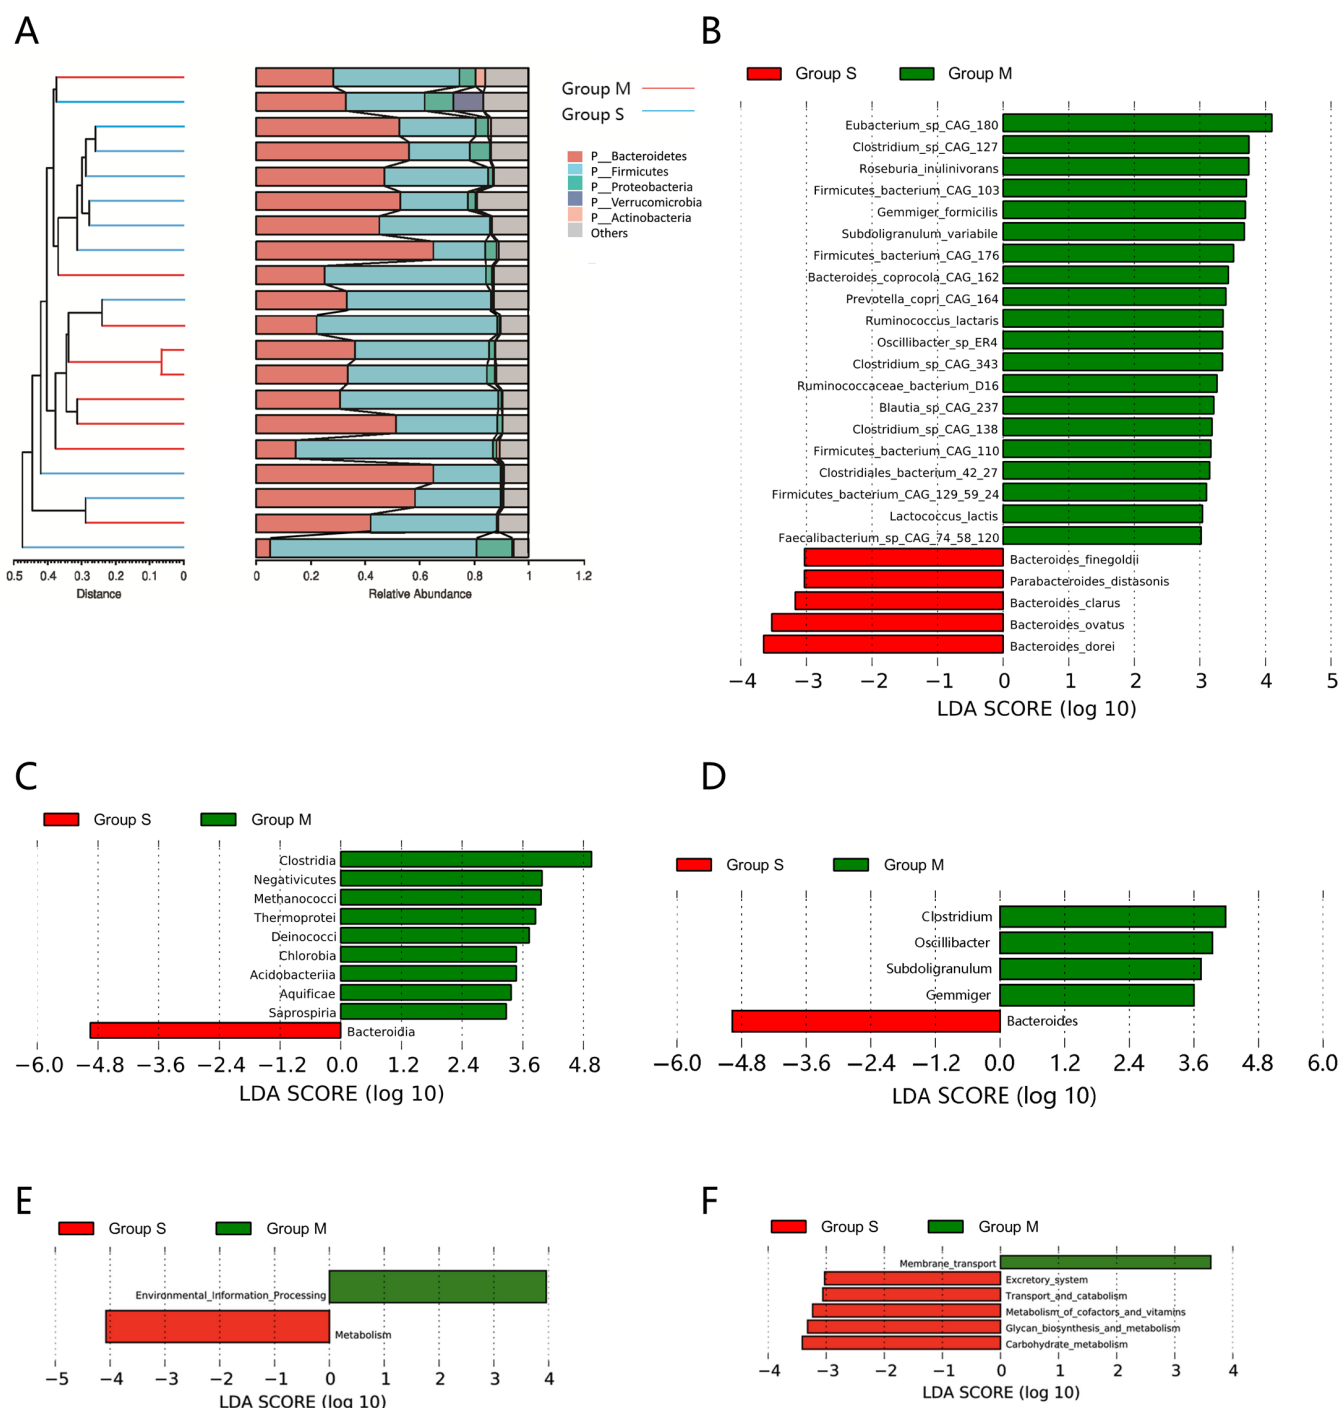 A
Group M
Group S
P__Bacteroidetes
P__Firmicutes
P__Proteobacteria
P__Verrucomicrobia
P__Actinobacteria
Others
0.5 0.4 0.3 0.2 0.1 0
Distance
0 0.2 0.4 0.6 0.8 1 1.2
Relative Abundance
B
Group S Group M
Eubacterium_sp_CAG_180
Clostridium_sp_CAG_127
Roseburia_inulinivorans
Firmicutes_bacterium_CAG_103
Gemmiger_formicilis
Subdoligranulum_variabile
Firmicutes_bacterium_CAG_176
Bacteroides_coprocola_CAG_162
Prevotella_copri_CAG_164
Ruminococcus_lactaris
Oscillibacter_sp_ER4
Clostridium_sp_CAG_343
Ruminococcaceae_bacterium_D16
Blautia_sp_CAG_237
Clostridium_sp_CAG_138
Firmicutes_bacterium_CAG_110
Clostridiales_bacterium_42_27
Firmicutes_bacterium_CAG_129_59_24
Lactococcus_lactis
Faecalibacterium_sp_CAG_74_58_120
Bacteroides_finegoldii
Parabacteroides_distasonis
Bacteroides_clarus
Bacteroides_ovatus
Bacteroides_dorei
−4 −3 −2 −1 0 1 2 3 4 5
LDA SCORE (log 10)
C
Group S Group M
Clostridia
Negativicutes
Methanococci
Thermoprotei
Deinococci
Chlorobia
Acidobacteriia
Aquificae
Saprospiria
Bacteroidia
−6.0 −4.8 −3.6 −2.4 −1.2 0.0 1.2 2.4 3.6 4.8
LDA SCORE (log 10)
D
Group S Group M
Clostridium
Oscillibacter
Subdoligranulum
Gemmiger
Bacteroides
−6.0 −4.8 −3.6 −2.4 −1.2 0.0 1.2 2.4 3.6 4.8 6.0
LDA SCORE (log 10)
E
Group S Group M
Environmental_Information_Processing
Metabolism
−5 −4 −3 −2 −1 0 1 2 3 4
LDA SCORE (log 10)
F
Group S Group M
Membrane_transport
Excretory_system
Transport_and_catabolism
Metabolism_of_cofactors_and_vitamins
Glycan_biosynthesis_and_metabolism
Carbohydrate_metabolism
−4 −3 −2 −1 0 1 2 3 4
LDA SCORE (log 10)